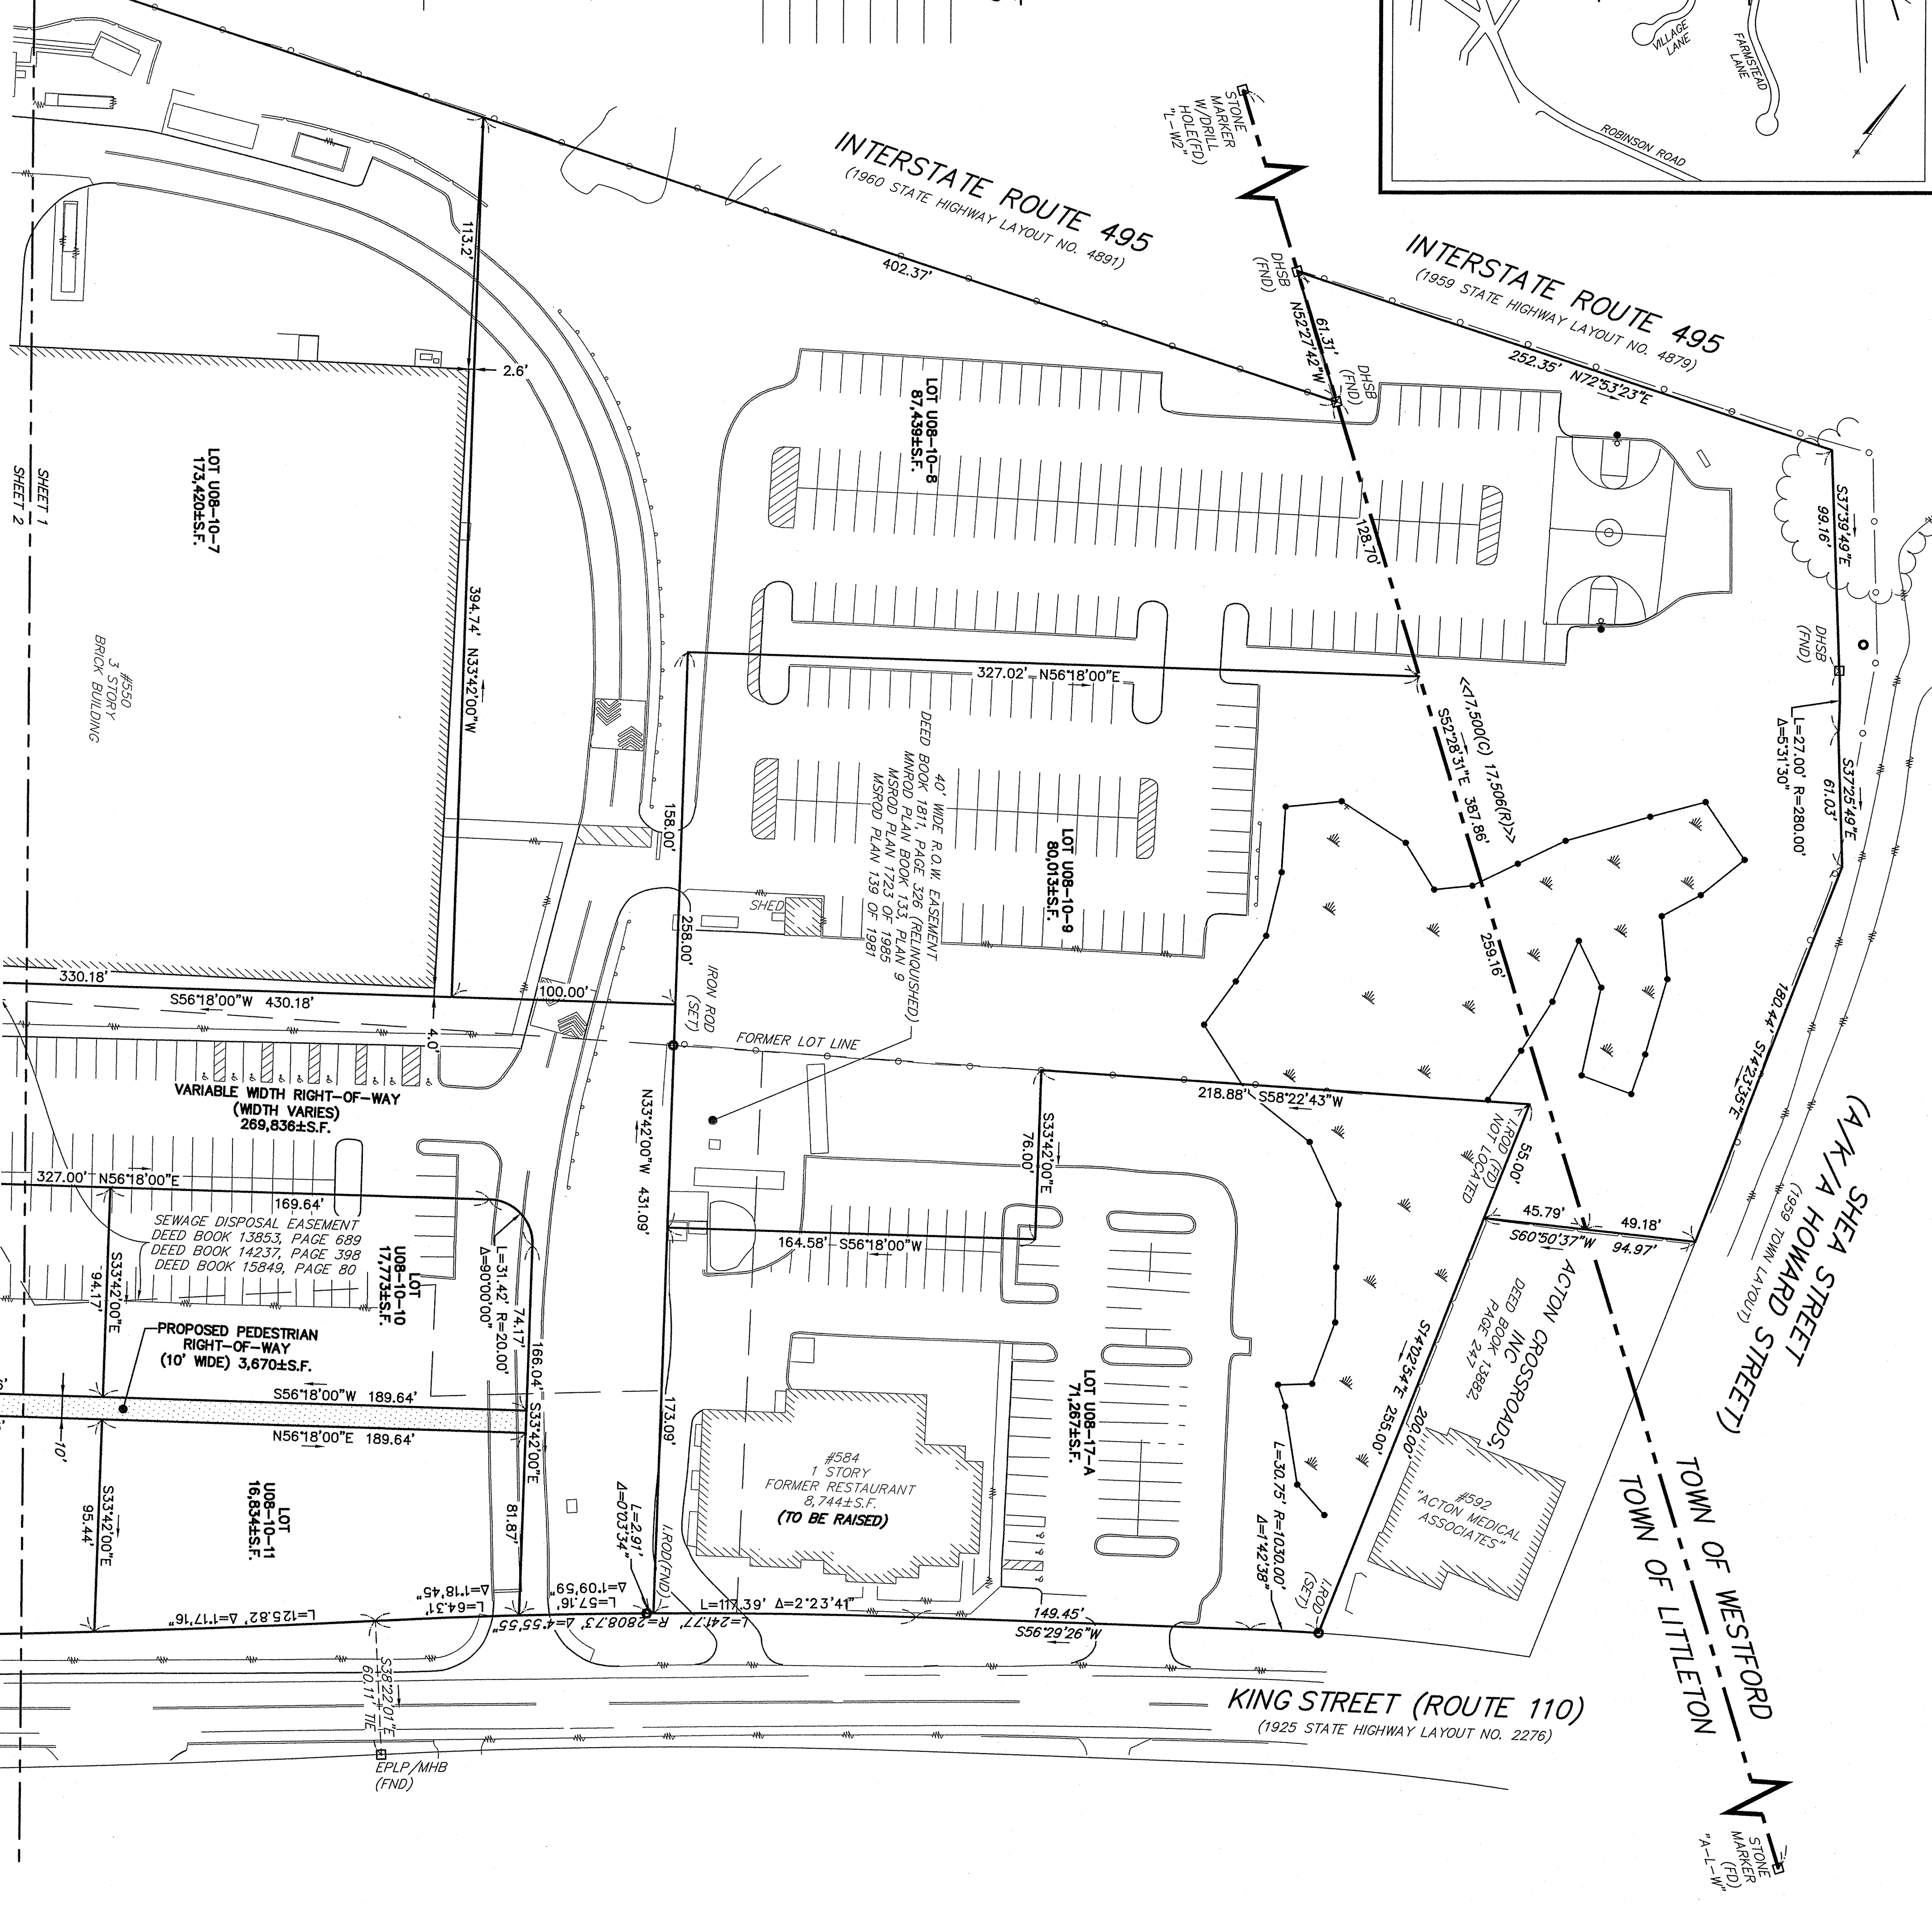 VILLAGE
LANE
FARMSTEAD
LANE
ROBINSON ROAD
STONE
MARKER
W/DRILL
HOLE(FD)
"L-W2"
INTERSTATE ROUTE 495
(1960 STATE HIGHWAY LAYOUT NO. 4891)
402.37'
INTERSTATE ROUTE 495
(1959 STATE HIGHWAY LAYOUT NO. 4879)
252.35' N72°53'23"E
DHSB
(FND)
61.31'
N52°27'42"W
DHSB
(FND)
113.2'
2.6'
LOT U08-10-8
87,439±S.F.
LOT U08-10-7
173,420±S.F.
SHEET 1
SHEET 2
128.70'
S37°39'49"E
99.16'
DHSB
(FND)
394.74' N33°42'00"W
#550
3 STORY
BRICK BUILDING
327.02' N56°18'00"E
<<17,500(C) 17,506(R)>>
S52°28'31"E 387.86'
L=27.00' R=280.00'
Δ=5°31'30"
S37°25'49"E
61.03'
40' WIDE R.O.W. EASEMENT
DEED BOOK 1811, PAGE 326 (RELINQUISHED)
MNROD PLAN BOOK 133, PLAN 9
MSROD PLAN 1723 OF 1985
MSROD PLAN 139 OF 1981
158.00'
LOT U08-10-9
80,013±S.F.
SHED
258.00'
259.16'
330.18'
S56°18'00"W 430.18'
100.00'
IRON ROD
(SET)
4.0'
FORMER LOT LINE
180.44' S14°23'35"E
VARIABLE WIDTH RIGHT-OF-WAY
(WIDTH VARIES)
269,836±S.F.
218.88' S58°22'43"W
N33°42'00"W 431.09'
S33°42'00"E
76.00'
I.ROD (FD)
NOT LOCATED
55.00'
SHEA STREET
(A/K/A HOWARD STREET)
(1959 TOWN LAYOUT)
327.00' N56°18'00"E
169.64'
SEWAGE DISPOSAL EASEMENT
DEED BOOK 13853, PAGE 689
DEED BOOK 14237, PAGE 398
DEED BOOK 15849, PAGE 80
S33°42'00"E
94.17'
LOT
U08-10-10
17,773±S.F.
L=31.42' R=20.00'
Δ=90°00'00"
74.17'
164.58' S56°18'00"W
45.79'
49.18'
S60°50'37"W 94.97'
ACTON CROSSROADS,
INC
DEED BOOK 13882,
PAGE 247
PROPOSED PEDESTRIAN
RIGHT-OF-WAY
(10' WIDE) 3,670±S.F.
166.04' S33°42'00"E
S56°18'00"W 189.64'
N56°18'00"E 189.64'
10'
173.09'
LOT U08-17-A
71,267±S.F.
S14°02'54"E 255.00'
200.00'
#584
1 STORY
FORMER RESTAURANT
8,744±S.F.
(TO BE RAISED)
S33°42'00"E
95.44'
LOT
U08-10-11
16,834±S.F.
81.87'
L=2.91'
Δ=0°03'34"
I.ROD(FND)
L=30.75' R=1030.00'
Δ=1°42'38"
I.ROD
(SET)
#592
"ACTON MEDICAL
ASSOCIATES"
TOWN OF WESTFORD
TOWN OF LITTLETON
L=125.82' Δ=1°17'16"
L=64.31'
Δ=1°18'45"
L=57.16'
Δ=1°09'59"
L=117.39' Δ=2°23'41"
L=241.77' R=2808.73' Δ=4°55'55"
149.45'
S56°29'26"W
S38°22'01"E
60.11' TIE
EPLP/MHB
(FND)
KING STREET (ROUTE 110)
(1925 STATE HIGHWAY LAYOUT NO. 2276)
STONE
MARKER
(FD)
"A-L-W"